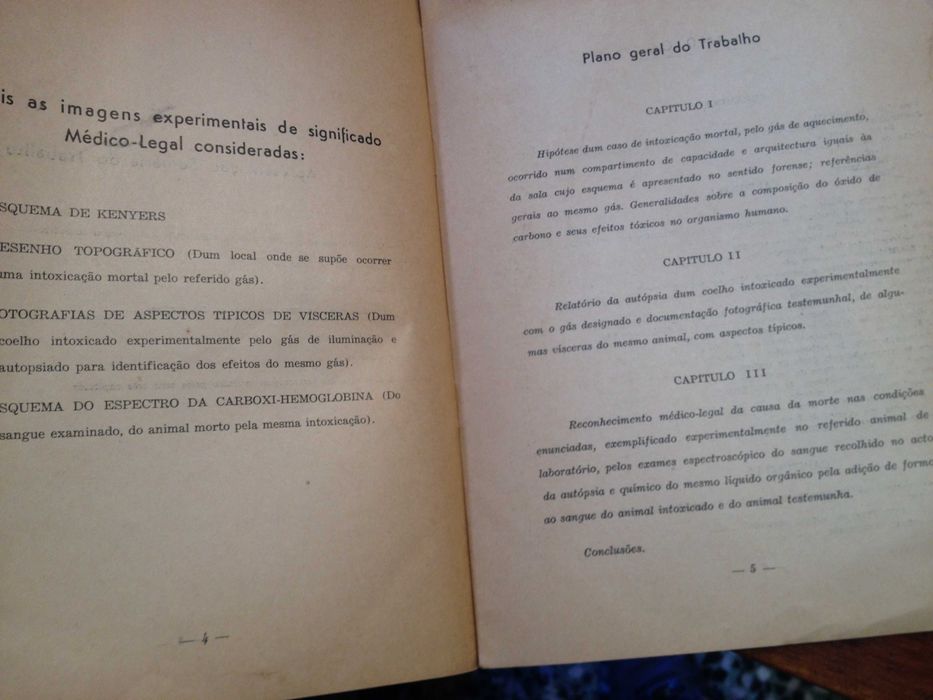 is as imagens experimentais de significado
Médico-Legal consideradas:
SQUEMA DE KENYERS
ESENHO TOPOGRÁFICO (Dum local onde se supõe ocorrer
uma intoxicação mortal pelo referido gás).
OTOGRAFIAS DE ASPECTOS TÍPICOS DE VÍSCERAS (Dum
coelho intoxicado experimentalmente pelo gás de iluminação e
autopsiado para identificação dos efeitos do mesmo gás).
SQUEMA DO ESPECTRO DA CARBOXI-HEMOGLOBINA (Do
sangue examinado, do animal morto pela mesma intoxicação).
— 4 —
Plano geral do Trabalho
CAPITULO I
Hipótese dum caso de intoxicação mortal, pelo gás de aquecimento,
ocorrido num compartimento de capacidade e arquitectura iguais às
da sala cujo esquema é apresentado no sentido forense; referências
gerais ao mesmo gás. Generalidades sobre a composição do óxido de
carbono e seus efeitos tóxicos no organismo humano.
CAPITULO II
Relatório da autópsia dum coelho intoxicado experimentalmente
com o gás designado e documentação fotográfica testemunhal, de algu-
mas vísceras do mesmo animal, com aspectos típicos.
CAPITULO III
Reconhecimento médico-legal da causa da morte nas condições
enunciadas, exemplificado experimentalmente no referido animal de
laboratório, pelos exames espectroscópico do sangue recolhido no acto
da autópsia e químico do mesmo líquido orgânico pela adição de formo
ao sangue do animal intoxicado e do animal testemunha.
Conclusões.
— 5 —